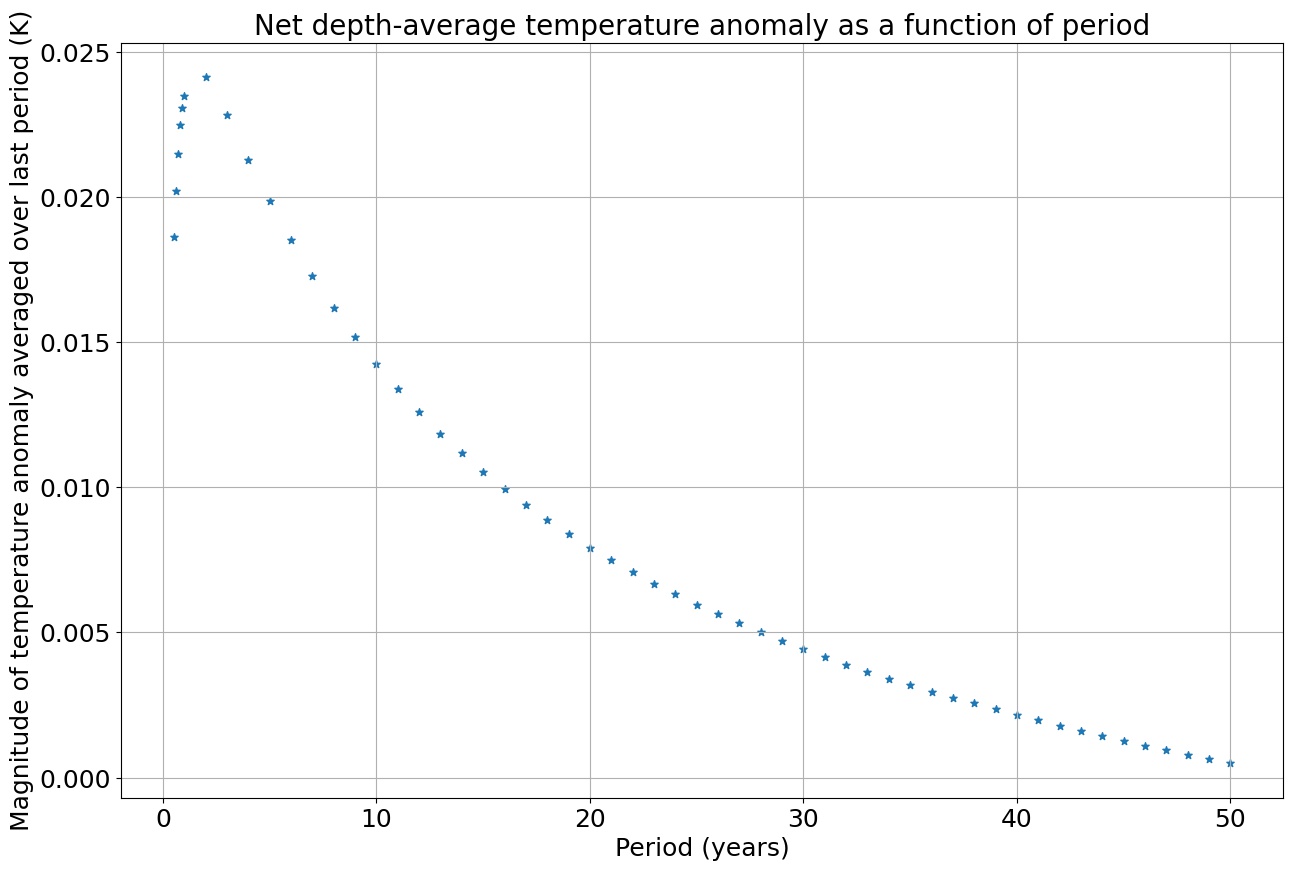 Net depth-average temperature anomaly as a function of period
Magnitude of temperature anomaly averaged over last period (K)
0.025
0.020
0.015
0.010
0.005
0.000
0 10 20 30 40 50
Period (years)